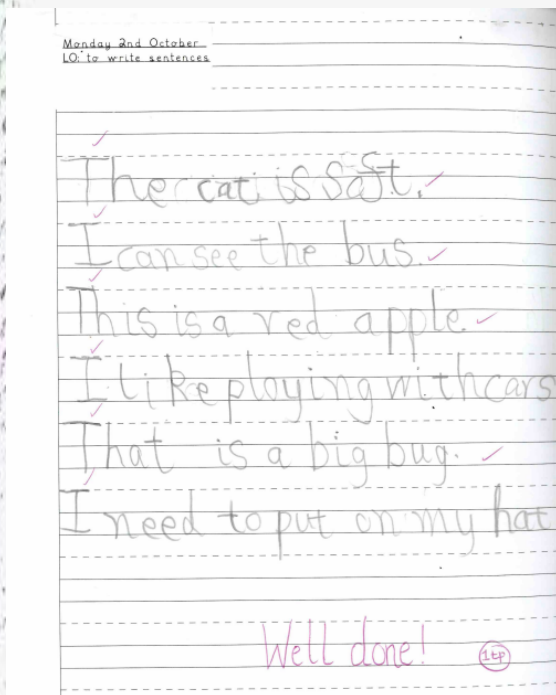 Monday 2nd October
LO: to write sentences
The cat is soft.
I can see the bus.
This is a red apple.
I like playing with cars
That is a big bug.
I need to put on my hat
Well done!
1tp